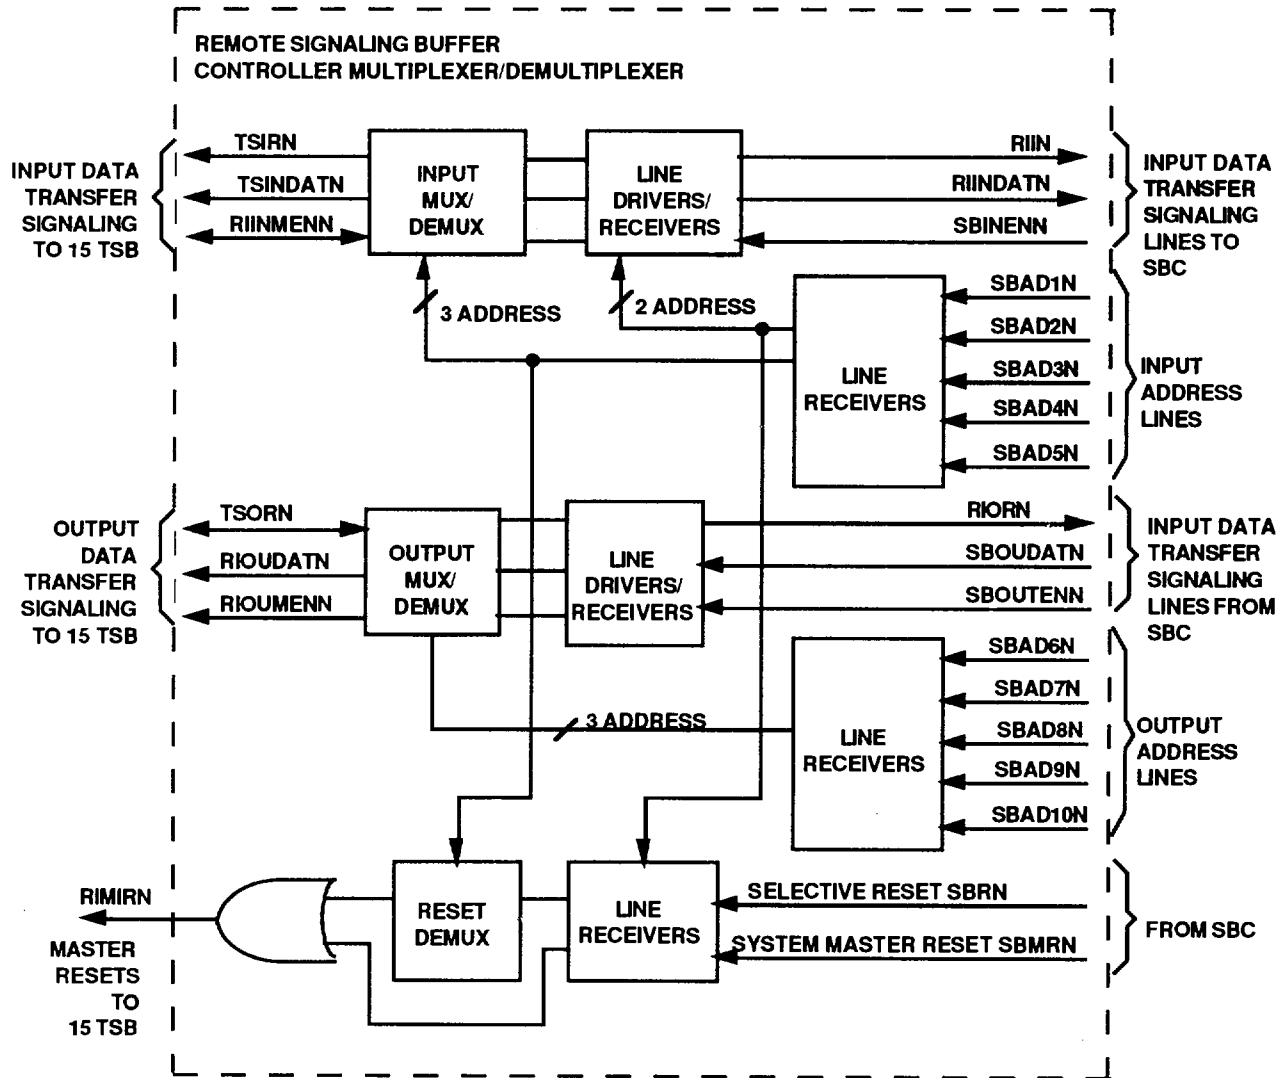 REMOTE SIGNALING BUFFER
CONTROLLER MULTIPLEXER/DEMULTIPLEXER
INPUT DATA
TRANSFER
SIGNALING
TO 15 TSB
TSIRN
TSINDATN
RIINMENN
INPUT
MUX/
DEMUX
LINE
DRIVERS/
RECEIVERS
RIIN
RIINDATN
SBINENN
INPUT DATA
TRANSFER
SIGNALING
LINES TO
SBC
3 ADDRESS
2 ADDRESS
LINE
RECEIVERS
SBAD1N
SBAD2N
SBAD3N
SBAD4N
SBAD5N
INPUT
ADDRESS
LINES
OUTPUT
DATA
TRANSFER
SIGNALING
TO 15 TSB
TSORN
RIOUDATN
RIOUMENN
OUTPUT
MUX/
DEMUX
LINE
DRIVERS/
RECEIVERS
RIORN
SBOUDATN
SBOUTENN
INPUT DATA
TRANSFER
SIGNALING
LINES FROM
SBC
3 ADDRESS
LINE
RECEIVERS
SBAD6N
SBAD7N
SBAD8N
SBAD9N
SBAD10N
OUTPUT
ADDRESS
LINES
RIMIRN
MASTER
RESETS
TO
15 TSB
RESET
DEMUX
LINE
RECEIVERS
SELECTIVE RESET SBRN
SYSTEM MASTER RESET SBMRN
FROM SBC